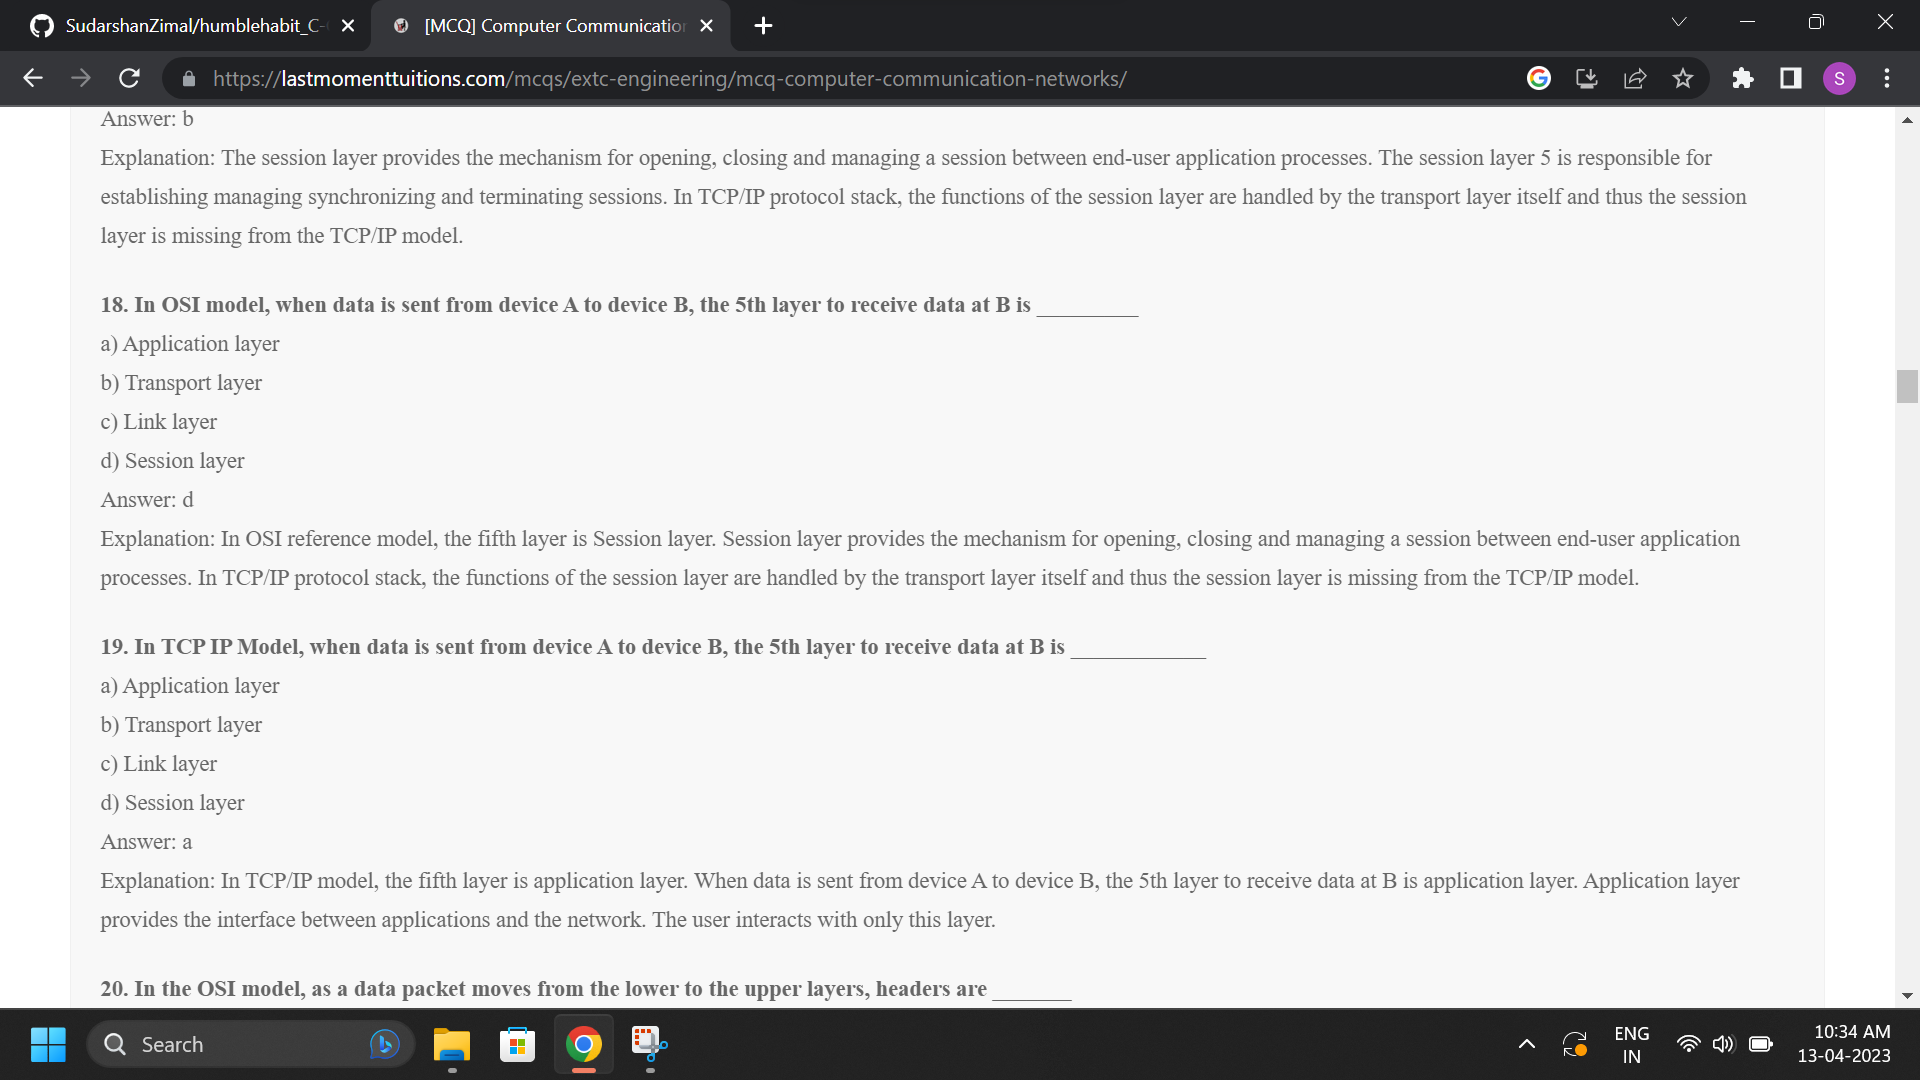 SudarshanZimal/humblehabit_C-
[MCQ] Computer Communication
https://lastmomenttuitions.com/mcqs/extc-engineering/mcq-computer-communication-networks/
S
Answer: b
Explanation: The session layer provides the mechanism for opening, closing and managing a session between end-user application processes. The session layer 5 is responsible for
establishing managing synchronizing and terminating sessions. In TCP/IP protocol stack, the functions of the session layer are handled by the transport layer itself and thus the session
layer is missing from the TCP/IP model.
18. In OSI model, when data is sent from device A to device B, the 5th layer to receive data at B is _________
a) Application layer
b) Transport layer
c) Link layer
d) Session layer
Answer: d
Explanation: In OSI reference model, the fifth layer is Session layer. Session layer provides the mechanism for opening, closing and managing a session between end-user application
processes. In TCP/IP protocol stack, the functions of the session layer are handled by the transport layer itself and thus the session layer is missing from the TCP/IP model.
19. In TCP IP Model, when data is sent from device A to device B, the 5th layer to receive data at B is ____________
a) Application layer
b) Transport layer
c) Link layer
d) Session layer
Answer: a
Explanation: In TCP/IP model, the fifth layer is application layer. When data is sent from device A to device B, the 5th layer to receive data at B is application layer. Application layer
provides the interface between applications and the network. The user interacts with only this layer.
20. In the OSI model, as a data packet moves from the lower to the upper layers, headers are _______
Search
ENG
IN
10:34 AM
13-04-2023